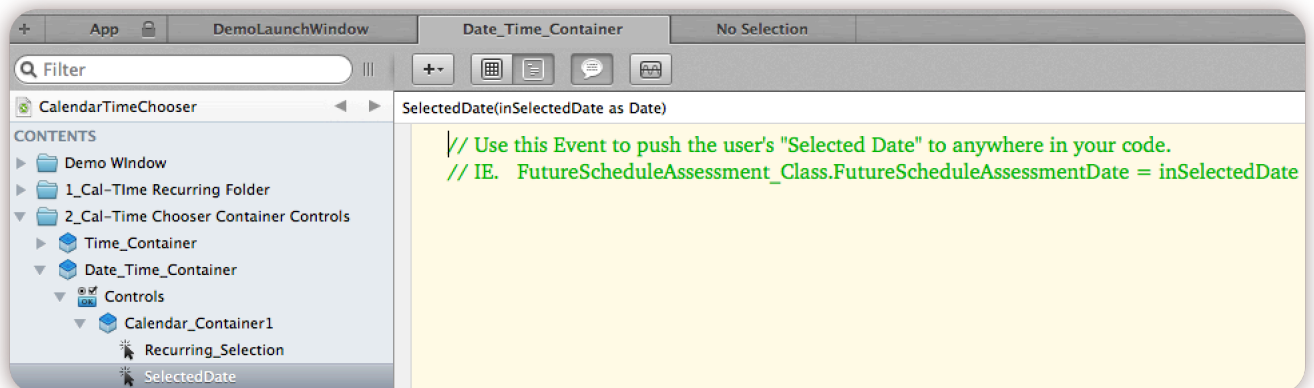 App
DemoLaunchWindow
Date_Time_Container
No Selection
Filter
CalendarTimeChooser
SelectedDate(inSelectedDate as Date)
CONTENTS
Demo WIndow
1_Cal-TIme Recurring Folder
2_Cal-Time Chooser Container Controls
Time_Container
Date_Time_Container
OK
Controls
Calendar_Container1
Recurring_Selection
SelectedDate
// Use this Event to push the user's "Selected Date" to anywhere in your code.
// IE. FutureScheduleAssessment_Class.FutureScheduleAssessmentDate = inSelectedDate